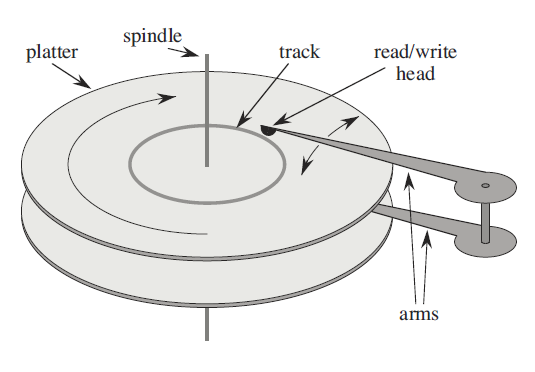 spindle
platter
track
read/write
head
arms